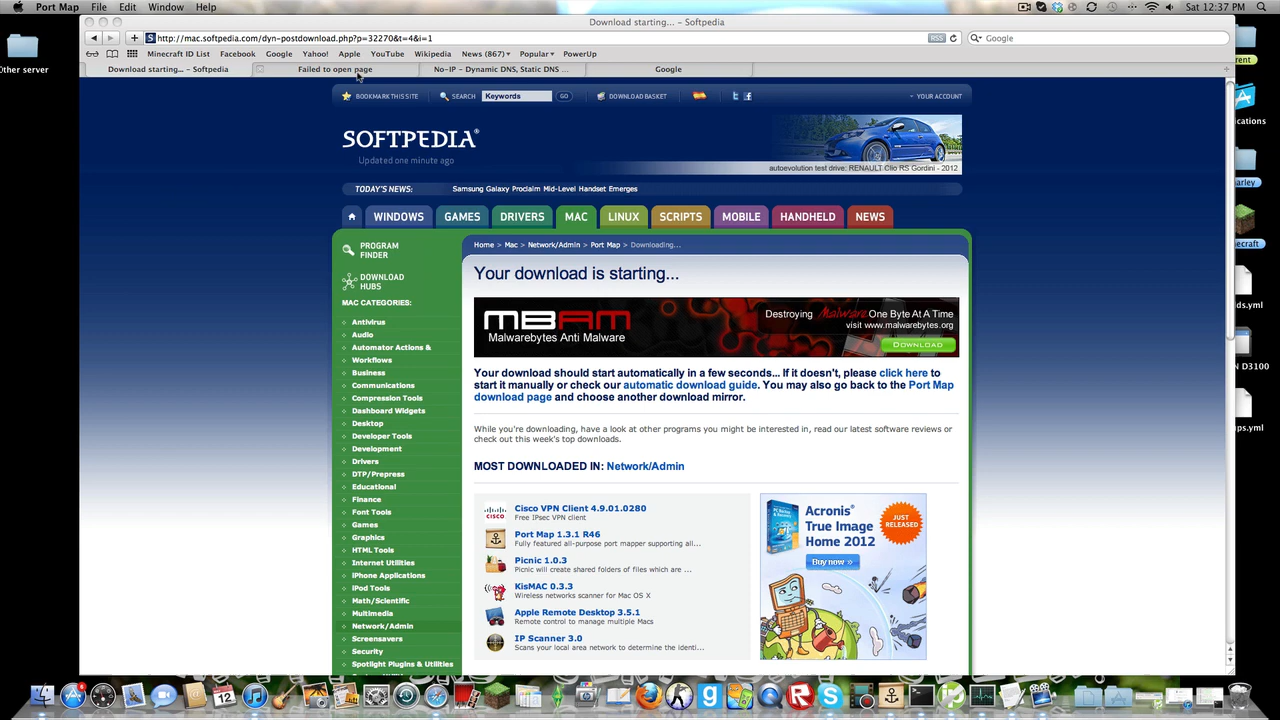 Port Map File Edit Window Help
Sat 12:37 PM
Download starting... – Softpedia
http://mac.softpedia.com/dyn-postdownload.php?p=32270&t=4&i=1
RSS
Google
Minecraft ID List Facebook Google Yahoo! Apple YouTube Wikipedia News (867) Popular PowerUp
Download starting... – Softpedia
Failed to open page
No-IP – Dynamic DNS, Static DNS ...
Google
Other server
BOOKMARK THIS SITE
SEARCH
Keywords
GO
DOWNLOAD BASKET
YOUR ACCOUNT
SOFTPEDIA®
Updated one minute ago
autoevolution test drive: RENAULT Clio RS Gordini - 2012
TODAY'S NEWS:
Samsung Galaxy Proclaim Mid-Level Handset Emerges
WINDOWS GAMES DRIVERS MAC LINUX SCRIPTS MOBILE HANDHELD NEWS
PROGRAM
FINDER
DOWNLOAD
HUBS
MAC CATEGORIES:
Antivirus
Audio
Automator Actions &
Workflows
Business
Communications
Compression Tools
Dashboard Widgets
Desktop
Developer Tools
Development
Drivers
DTP/Prepress
Educational
Finance
Font Tools
Games
Graphics
HTML Tools
Internet Utilities
iPhone Applications
iPod Tools
Math/Scientific
Multimedia
Network/Admin
Screensavers
Security
Spotlight Plugins & Utilities
Home > Mac > Network/Admin > Port Map > Downloading...
Your download is starting...
MBAM
Malwarebytes Anti Malware
Destroying Malware One Byte At A Time
visit www.malwarebytes.org
DOWNLOAD
Your download should start automatically in a few seconds... If it doesn't, please click here to
start it manually or check our automatic download guide. You may also go back to the Port Map
download page and choose another download mirror.
While you're downloading, have a look at other programs you might be interested in, read our latest software reviews or
check out this week's top downloads.
MOST DOWNLOADED IN: Network/Admin
Cisco VPN Client 4.9.01.0280
Free IPsec VPN client
Port Map 1.3.1 R46
Fully featured all-purpose port mapper supporting all...
Picnic 1.0.3
Picnic will create shared folders of files which are ...
KisMAC 0.3.3
Wireless networks scanner for Mac OS X
Apple Remote Desktop 3.5.1
Remote control to manage multiple Macs
IP Scanner 3.0
Scans your local area network to determine the identi...
CISCO
Acronis®
True Image
Home 2012
JUST
RELEASED
Buy now »
rent
ications
arley
ecraft
ds.yml
N D3100
ips.yml